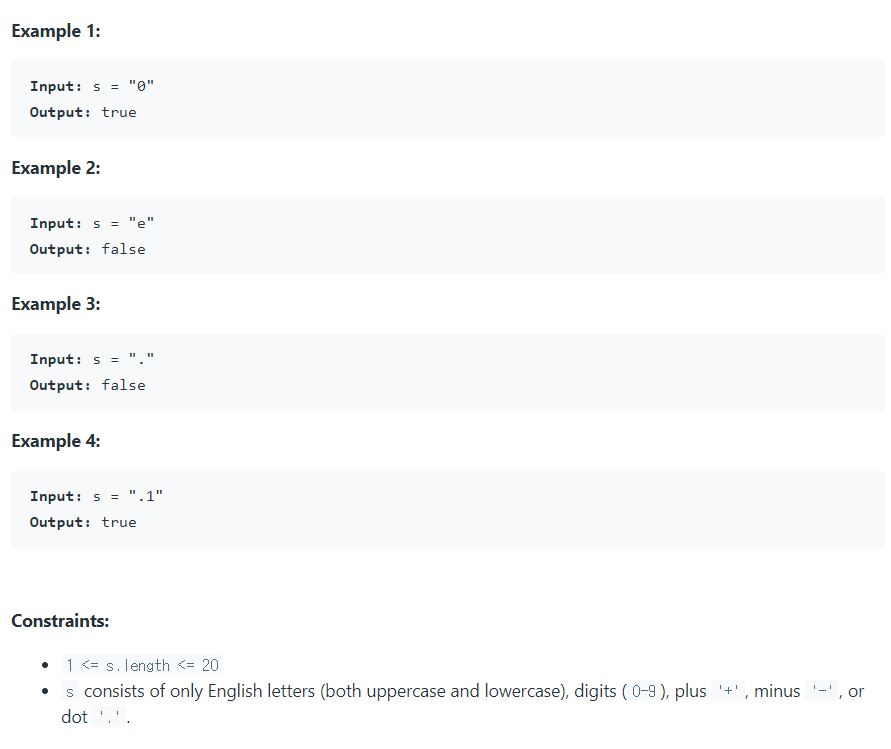 Example 1:
Input: s = "0"
Output: true
Example 2:
Input: s = "e"
Output: false
Example 3:
Input: s = "."
Output: false
Example 4:
Input: s = ".1"
Output: true
Constraints:
• 1 <= s.length <= 20
• s consists of only English letters (both uppercase and lowercase), digits ( 0-9 ), plus '+' , minus '-' , or
dot '.' .